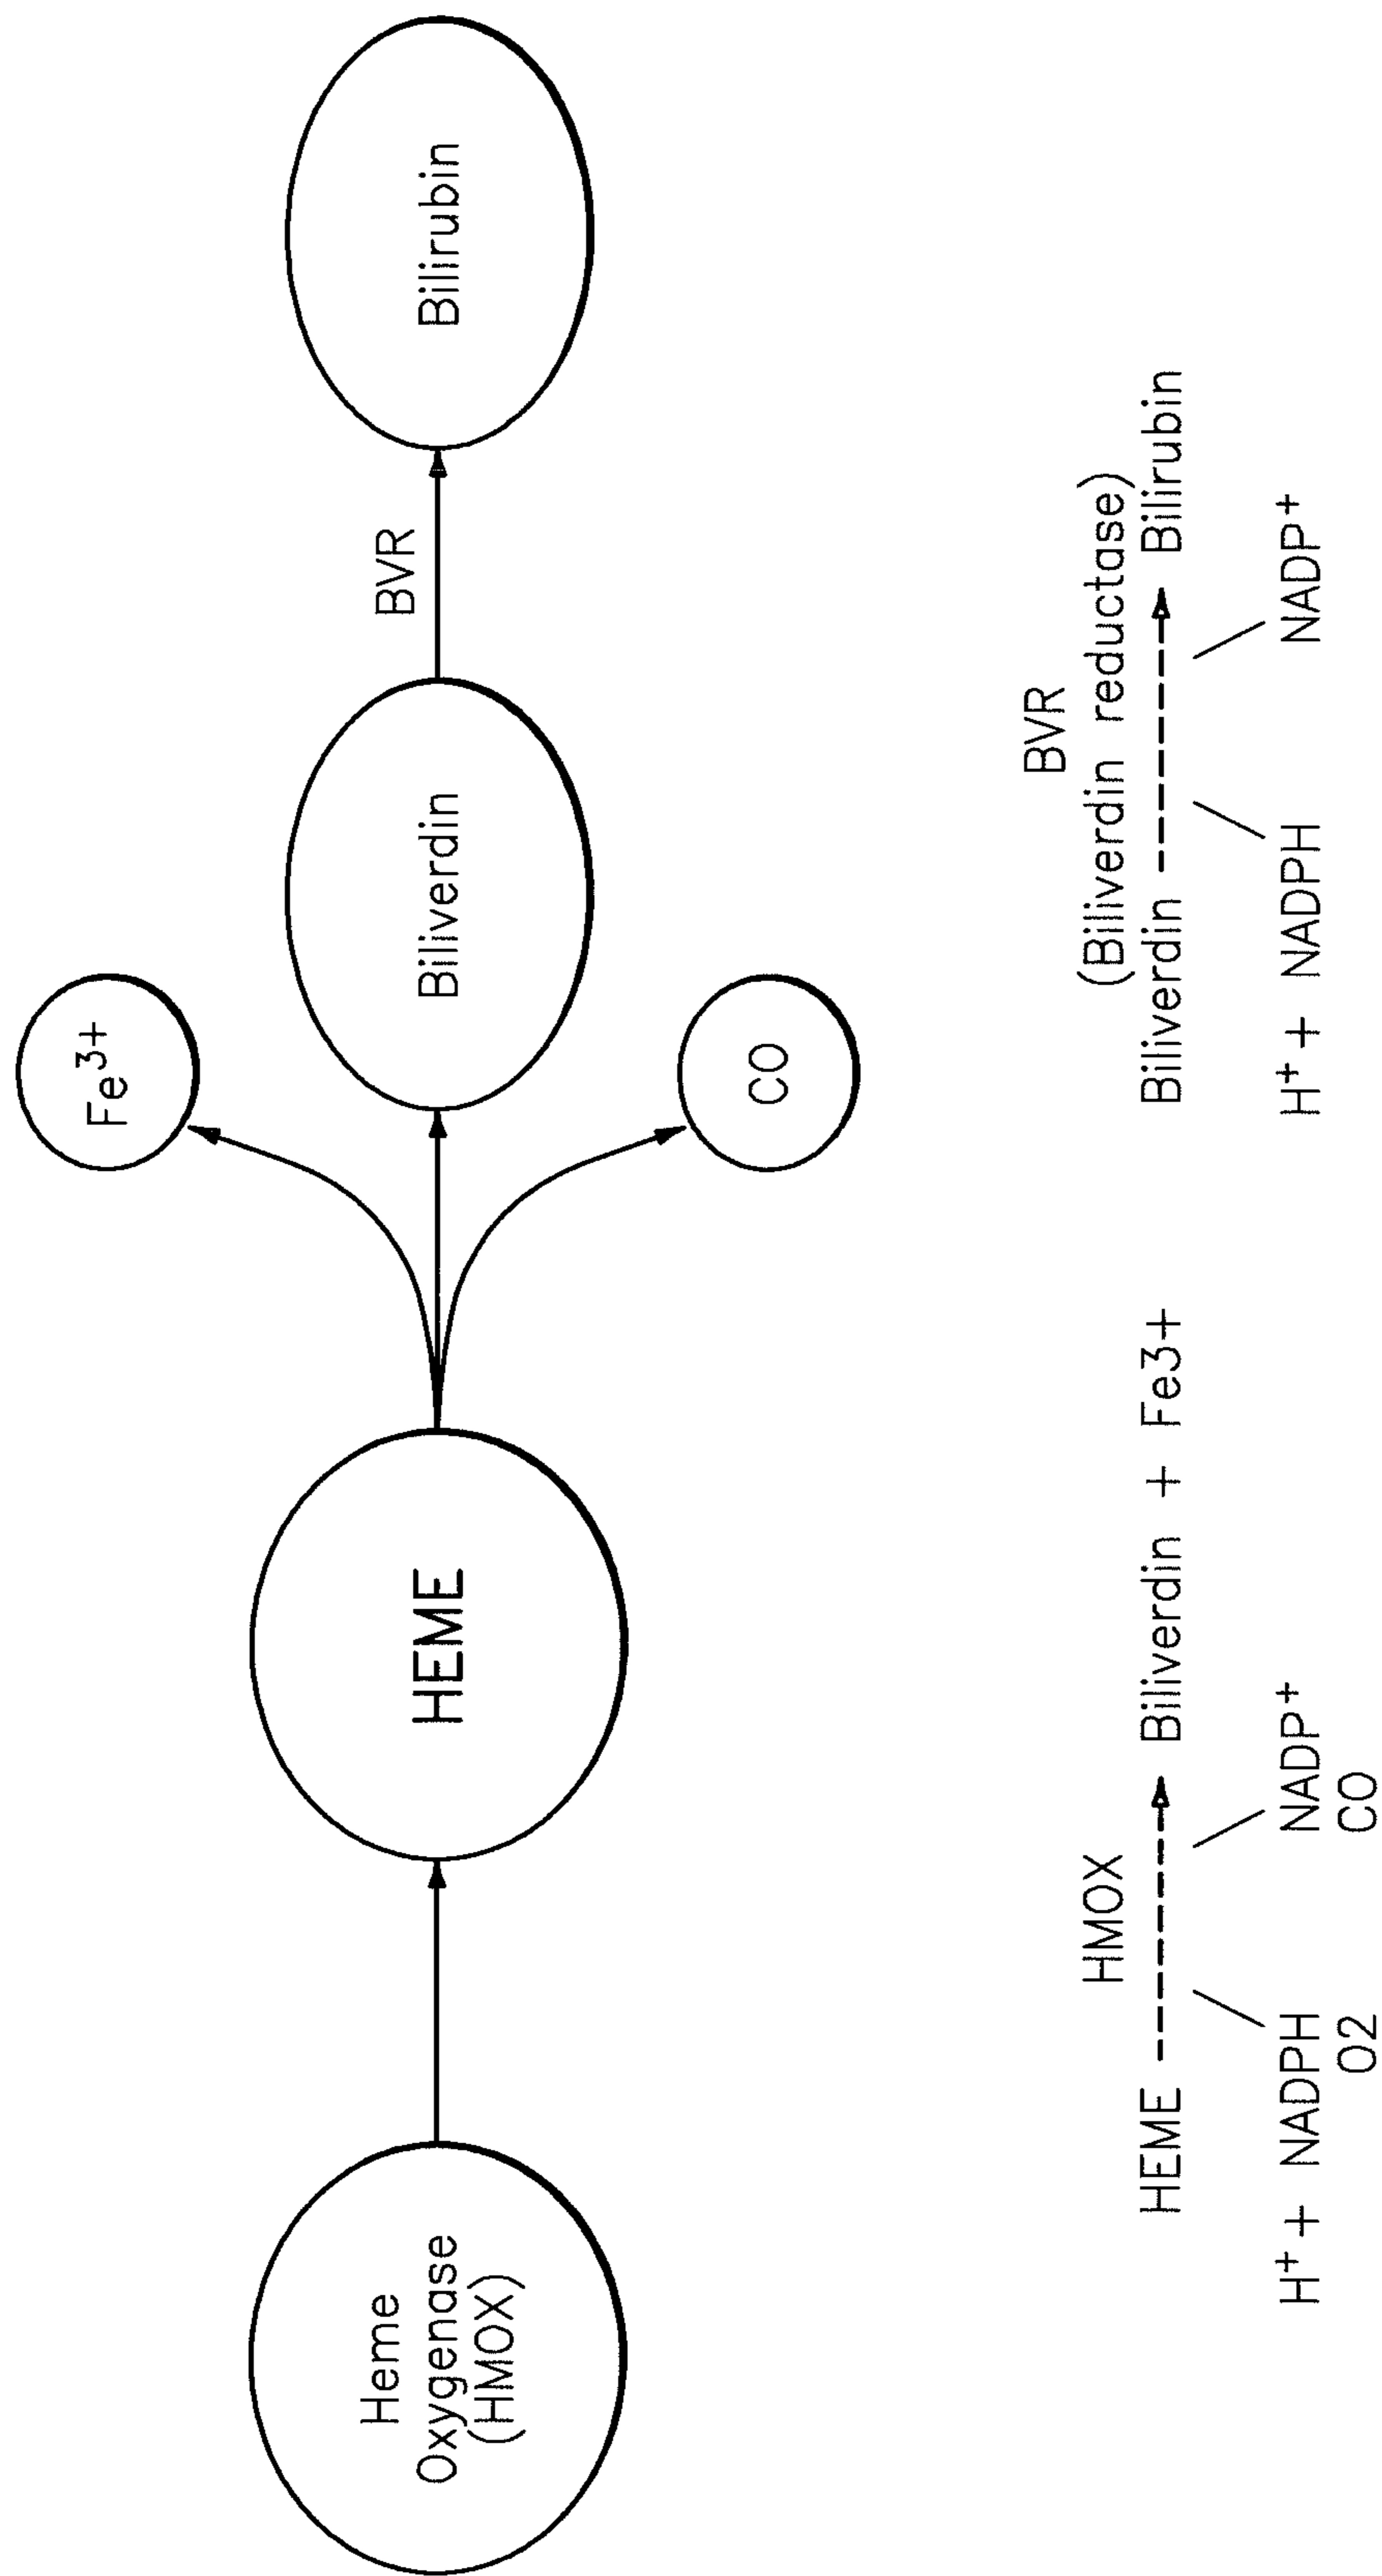 Heme
Oxygenase
(HMOX)
HEME
Fe³⁺
Biliverdin
CO
BVR
Bilirubin
HMOX
HEME Biliverdin + Fe3+
H⁺ + NADPH NADP⁺
O2 CO
BVR
(Biliverdin reductase)
Biliverdin Bilirubin
H⁺ + NADPH NADP⁺